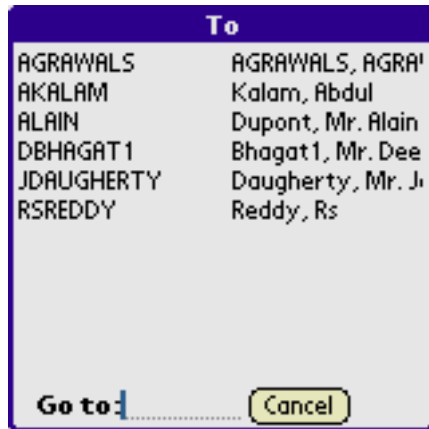 To
AGRAWALS AGRAWALS, AGRA
AKALAM Kalam, Abdul
ALAIN Dupont, Mr. Alain
DBHAGAT1 Bhagat1, Mr. Dee
JDAUGHERTY Daugherty, Mr. J
RSREDDY Reddy, Rs
Go to: Cancel